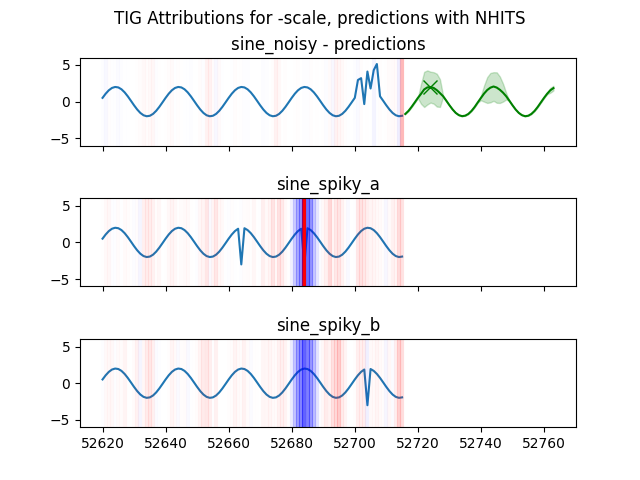 TIG Attributions for -scale, predictions with NHITS
sine_noisy - predictions
5
0
−5
sine_spiky_a
5
0
−5
sine_spiky_b
5
0
−5
52620 52640 52660 52680 52700 52720 52740 52760